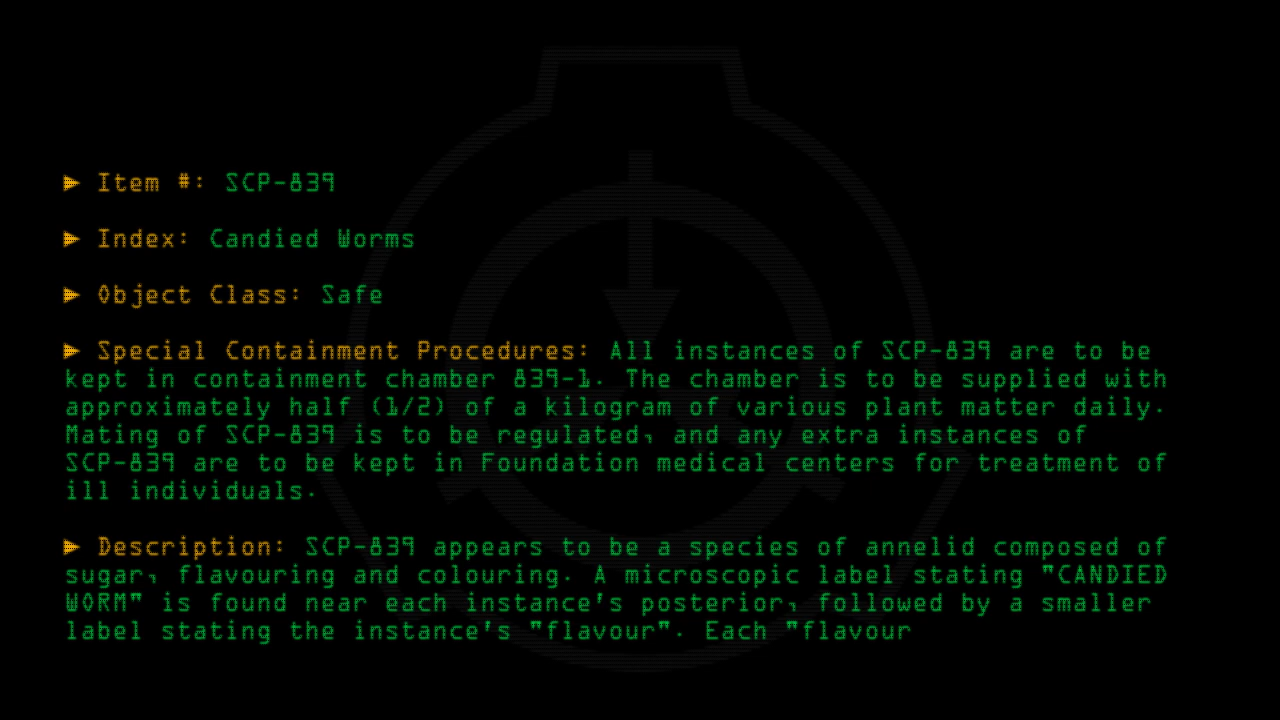 ► Item #: SCP-839
► Index: Candied Worms
► Object Class: Safe
► Special Containment Procedures: All instances of SCP-839 are to be
kept in containment chamber 839-1. The chamber is to be supplied with
approximately half (1/2) of a kilogram of various plant matter daily.
Mating of SCP-839 is to be regulated, and any extra instances of
SCP-839 are to be kept in Foundation medical centers for treatment of
ill individuals.
► Description: SCP-839 appears to be a species of annelid composed of
sugar, flavouring and colouring. A microscopic label stating "CANDIED
WORM" is found near each instance's posterior, followed by a smaller
label stating the instance's "flavour". Each "flavour